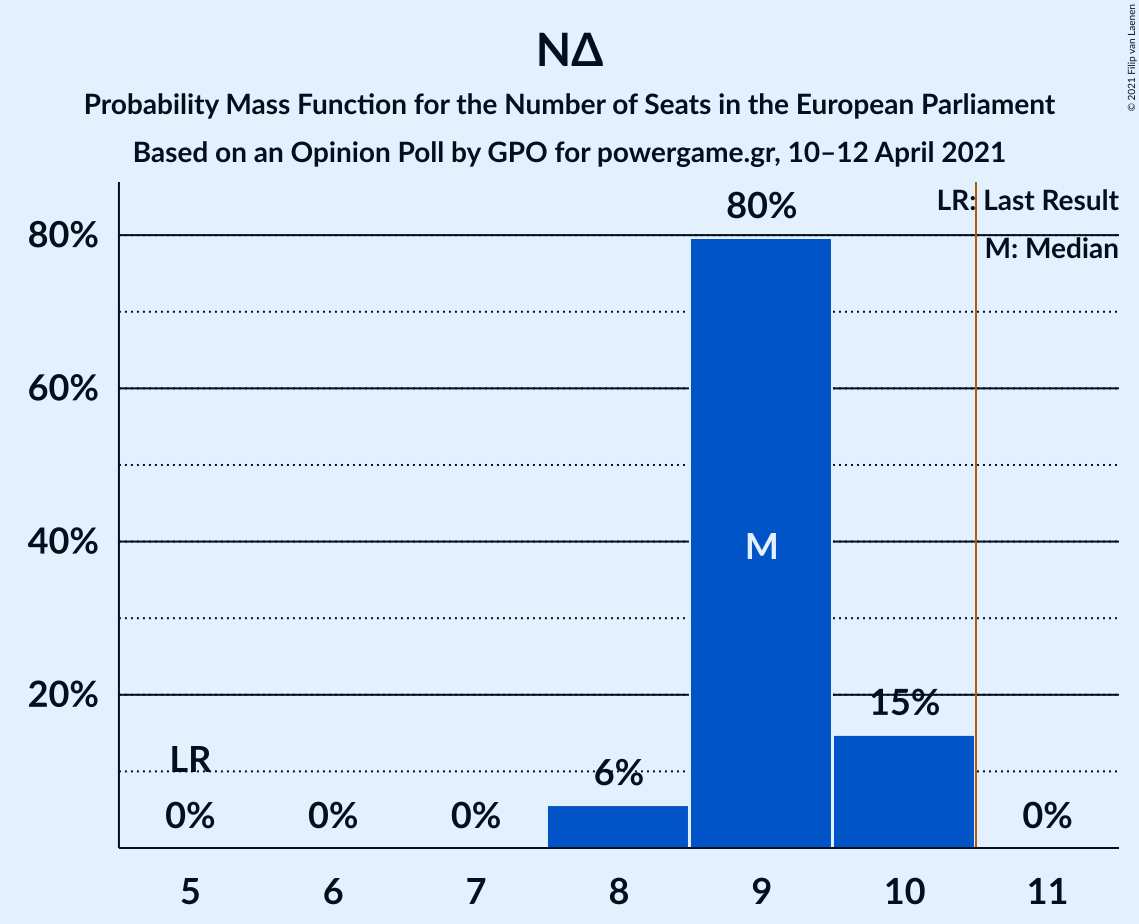 ΝΔ
Probability Mass Function for the Number of Seats in the European Parliament
Based on an Opinion Poll by GPO for powergame.gr, 10–12 April 2021
© 2021 Filip van Laenen
LR: Last Result
M: Median
80%
60%
40%
20%
LR
0%
0%
0%
6%
80%
M
15%
0%
5 6 7 8 9 10 11